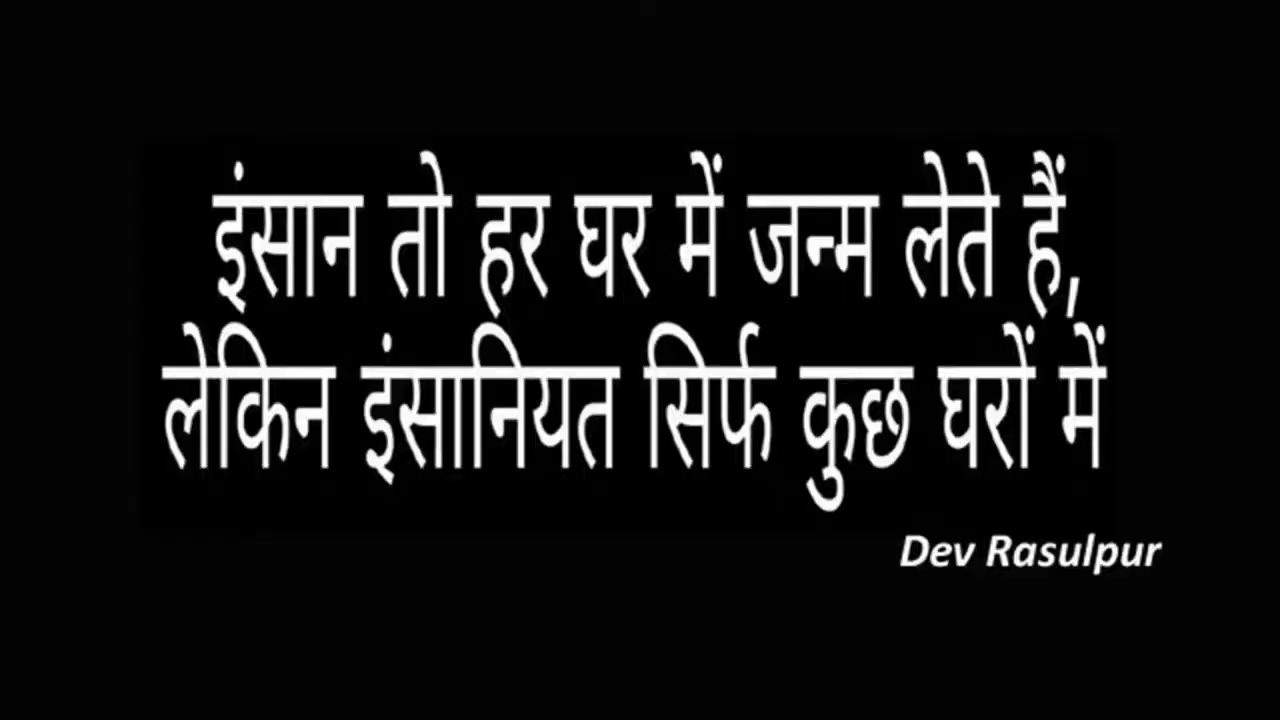 इंसान तो हर घर में जन्म लेते हैं,
लेकिन इंसानियत सिर्फ कुछ घरों में
Dev Rasulpur